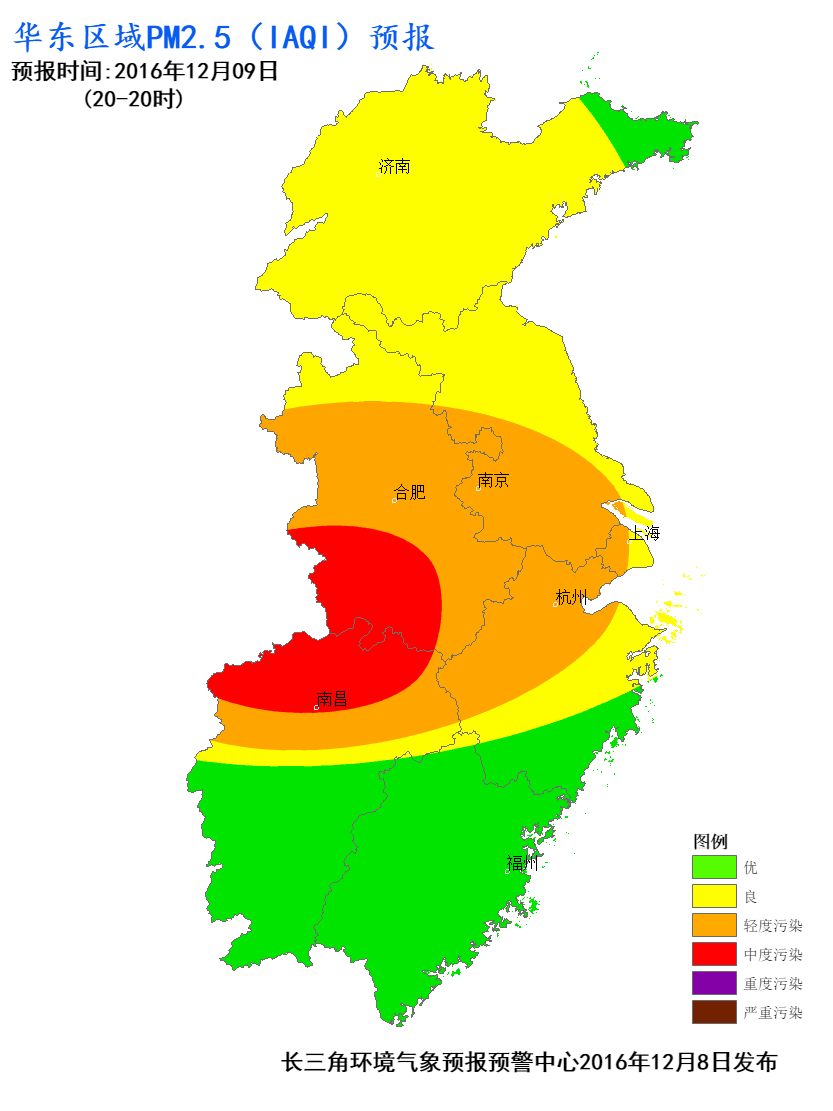 华东区域PM2.5（IAQI）预报
预报时间:2016年12月09日
(20-20时)
济南
合肥
南京
上海
杭州
南昌
福州
图例
优
良
轻度污染
中度污染
重度污染
严重污染
长三角环境气象预报预警中心2016年12月8日发布